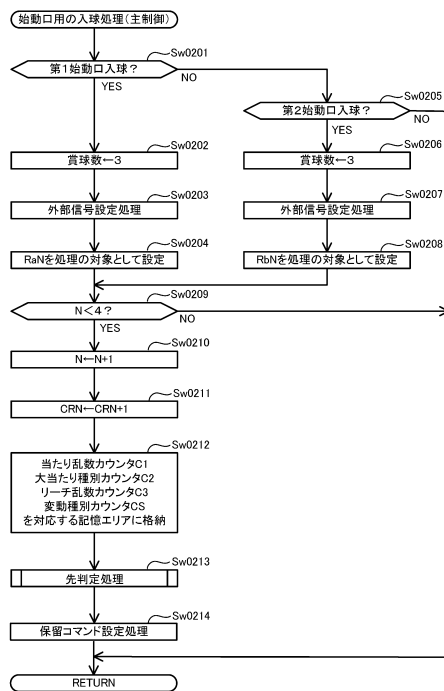 始動口用の入球処理(主制御)
Sw0201
第1始動口入球？
NO
YES
Sw0205
第2始動口入球？
NO
YES
Sw0202
賞球数←3
Sw0206
賞球数←3
Sw0203
外部信号設定処理
Sw0207
外部信号設定処理
Sw0204
RaNを処理の対象として設定
Sw0208
RbNを処理の対象として設定
Sw0209
N＜4？
NO
YES
Sw0210
N←N+1
Sw0211
CRN←CRN+1
Sw0212
当たり乱数カウンタC1
大当たり種別カウンタC2
リーチ乱数カウンタC3
変動種別カウンタCS
を対応する記憶エリアに格納
Sw0213
先判定処理
Sw0214
保留コマンド設定処理
RETURN